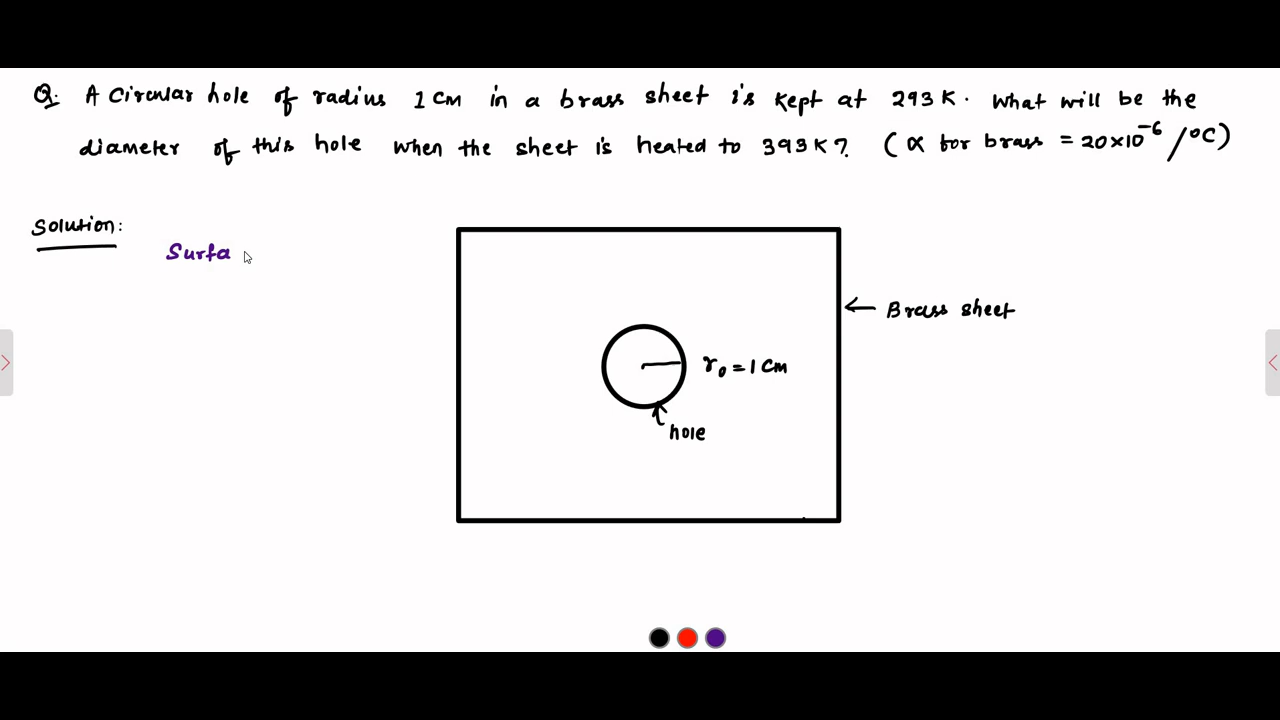 Q. A Circular hole of radius 1 cm in a brass sheet is kept at 293 K. What will be the
diameter of this hole when the sheet is heated to 393 K? (α for brass = 20×10⁻⁶/°C)
Solution:
Surfa
← Brass sheet
r₀ = 1 cm
hole